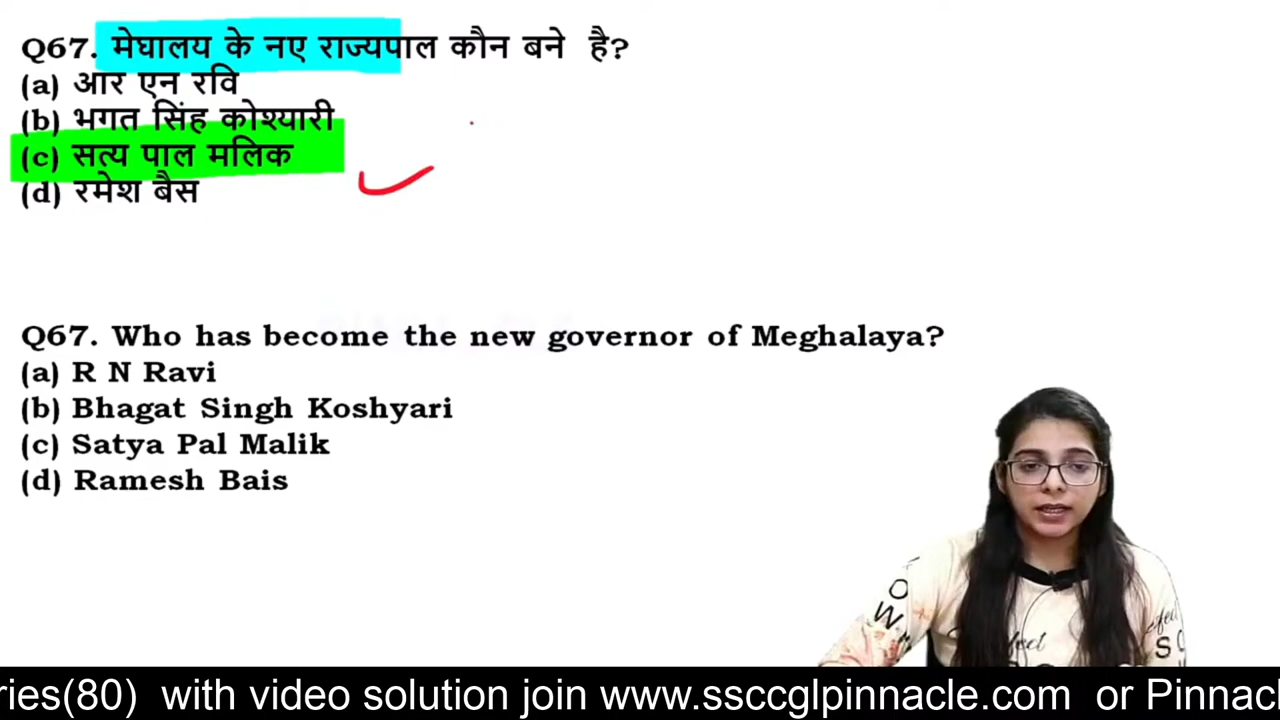 Q67. मेघालय के नए राज्यपाल कौन बने है?
(a) आर एन रवि
(b) भगत सिंह कोश्यारी
(c) सत्य पाल मलिक
(d) रमेश बैस
Q67. Who has become the new governor of Meghalaya?
(a) R N Ravi
(b) Bhagat Singh Koshyari
(c) Satya Pal Malik
(d) Ramesh Bais
ries(80) with video solution join www.ssccglpinnacle.com or Pinnacl